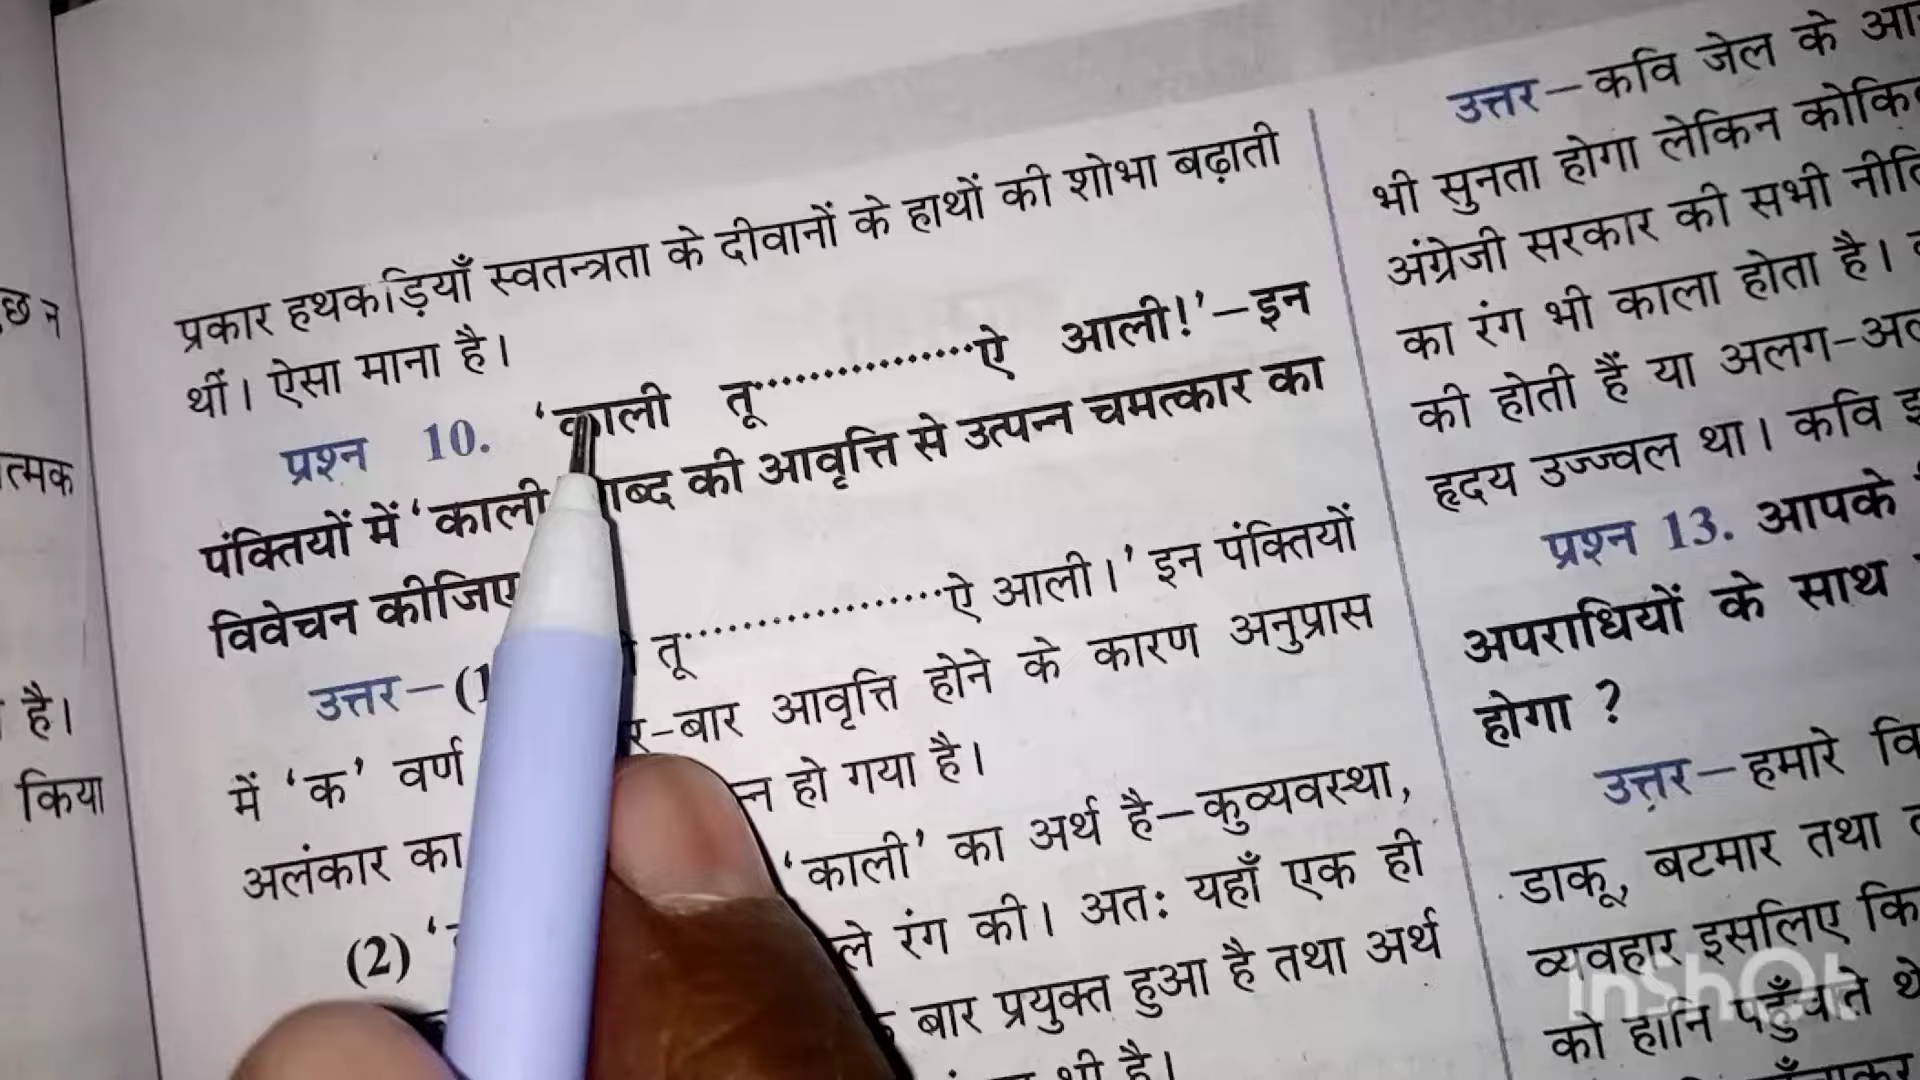 प्रकार हथकड़ियाँ स्वतन्त्रता के दीवानों के हाथों की शोभा बढ़ाती
थीं। ऐसा माना है।
प्रश्न 10. ‘काली तू...............ऐ आली!’–इन
पंक्तियों में ‘काली की आवृत्ति से उत्पन्न चमत्कार का
विवेचन कीजिए
उत्तर–(1 तू.................ऐ आली।’ इन पंक्तियों
में ‘क’ वर्ण र-बार आवृत्ति होने के कारण अनुप्रास
अलंकार का हो गया है।
(2) ‘काली’ का अर्थ है–कुव्यवस्था,
रंग की। अतः यहाँ एक ही
बार प्रयुक्त हुआ है तथा अर्थ
भी है।
उत्तर–कवि जेल के
भी सुनता होगा लेकिन
अंग्रेजी सरकार की सभी
का रंग भी काला होता है।
की होती हैं या
हृदय उज्ज्वल था। कवि
प्रश्न 13. आपके
अपराधियों के साथ
होगा ?
उत्तर–हमारे
डाकू, बटमार तथा
व्यवहार इसलिए
को हानि पहुँचाते
छ न
त्मक
है।
किया
InShOt